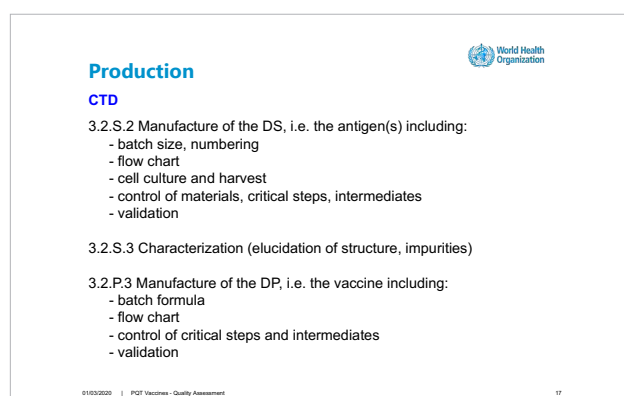 World Health
Organization
Production
CTD
3.2.S.2 Manufacture of the DS, i.e. the antigen(s) including:
- batch size, numbering
- flow chart
- cell culture and harvest
- control of materials, critical steps, intermediates
- validation
3.2.S.3 Characterization (elucidation of structure, impurities)
3.2.P.3 Manufacture of the DP, i.e. the vaccine including:
- batch formula
- flow chart
- control of critical steps and intermediates
- validation
01/03/2020 | PQT Vaccines - Quality Assessment 17